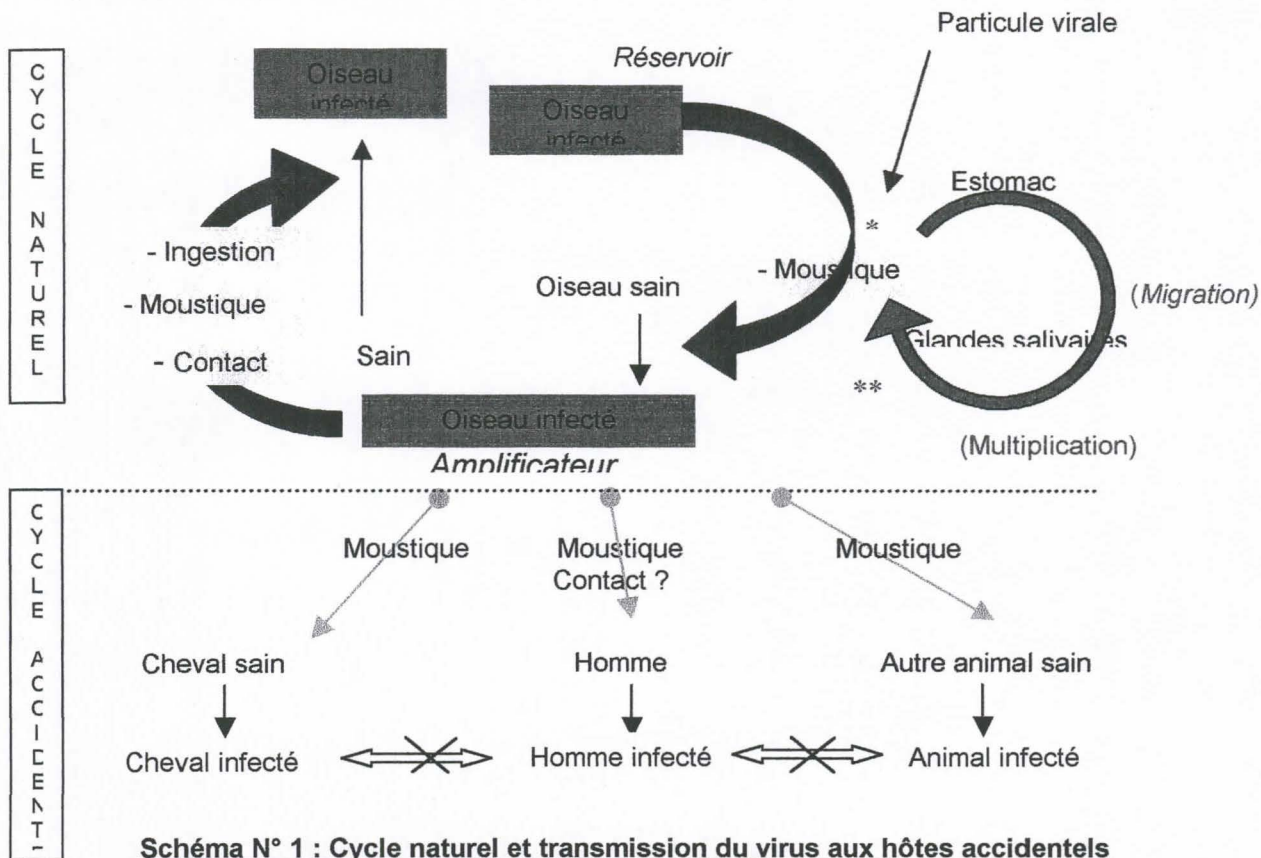 CYCLE NATUREL
Particule virale
Réservoir
Oiseau
infecté
Oiseau
infecté
Estomac
*
- Ingestion
- Moustique
- Moustique
Oiseau sain
(Migration)
Glandes salivaires
- Contact
Sain
**
Oiseau infecté
(Multiplication)
Amplificateur
CYCLE ACCIDENT
Moustique
Moustique
Moustique
Contact ?
Cheval sain
Homme
Autre animal sain
Cheval infecté
Homme infecté
Animal infecté
Schéma N° 1 : Cycle naturel et transmission du virus aux hôtes accidentels